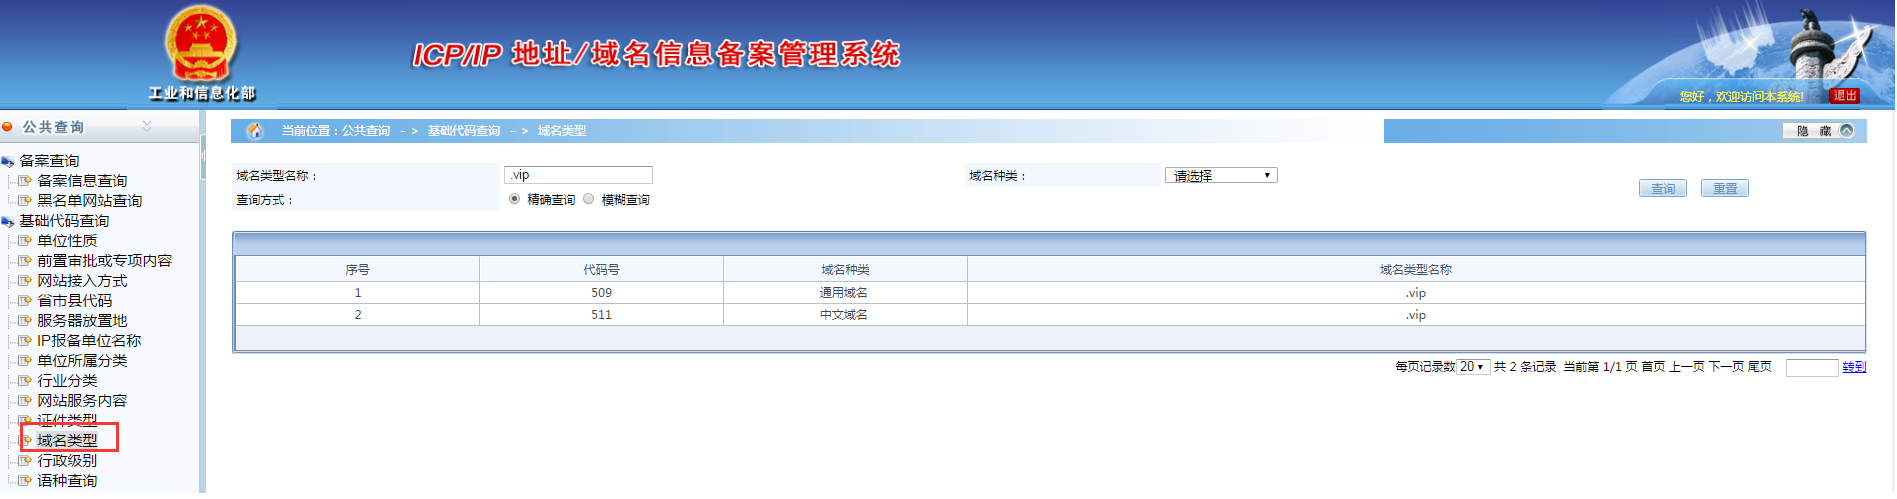 工业和信息化部
ICP/IP 地址/域名信息备案管理系统
您好，欢迎访问本系统! 退出
公共查询
备案查询
备案信息查询
黑名单网站查询
基础代码查询
单位性质
前置审批或专项内容
网站接入方式
省市县代码
服务器放置地
IP报备单位名称
单位所属分类
行业分类
网站服务内容
证件类型
域名类型
行政级别
语种查询
当前位置：公共查询 -> 基础代码查询 -> 域名类型
隐 藏
域名类型名称： .vip 域名种类： 请选择
查询方式： 精确查询 模糊查询
查询 重置
序号 代码号 域名种类 域名类型名称
1 509 通用域名 .vip
2 511 中文域名 .vip
每页记录数 20 共 2 条记录 当前第 1/1 页 首页 上一页 下一页 尾页 转到